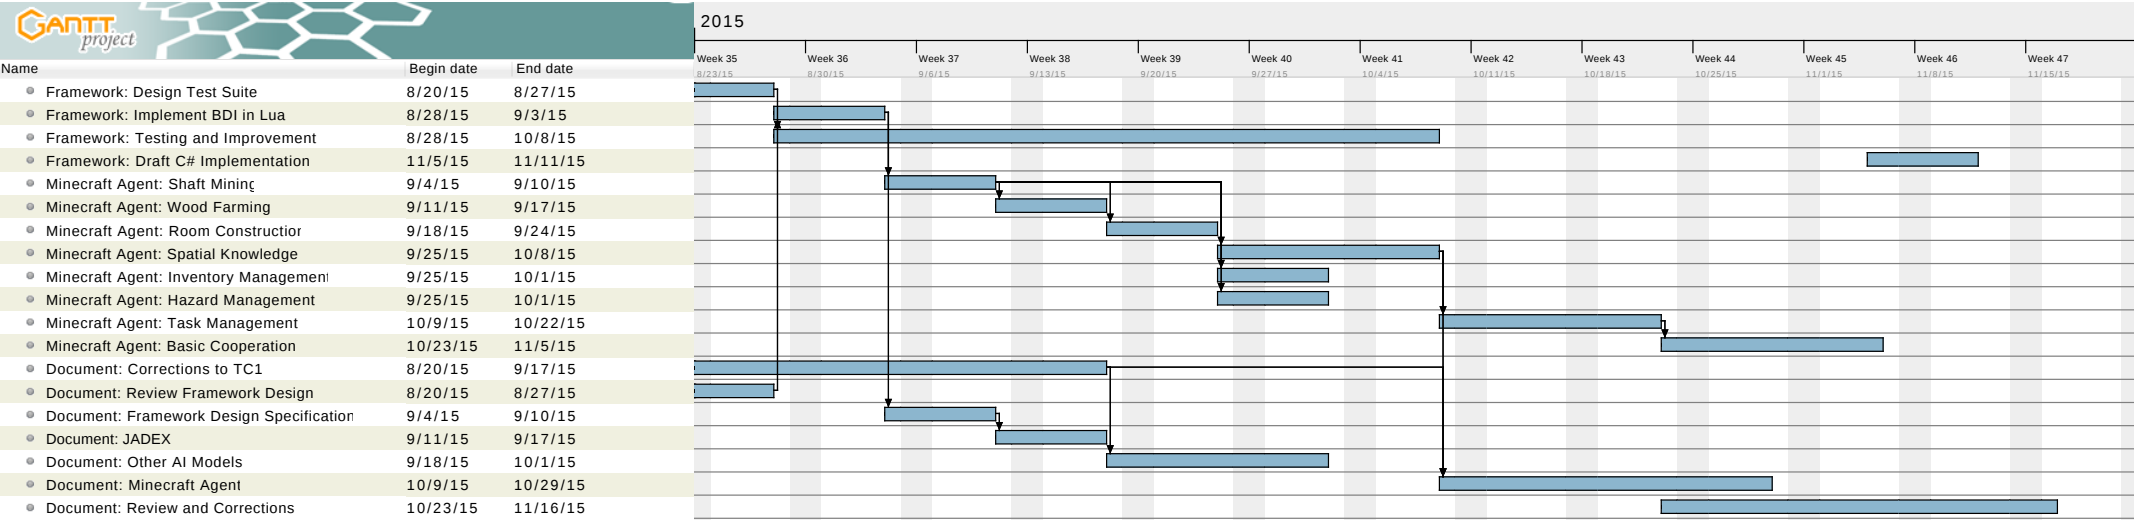 GANTT
project
2015
Week 35 Week 36 Week 37 Week 38 Week 39 Week 40 Week 41 Week 42 Week 43 Week 44 Week 45 Week 46 Week 47
Name Begin date End date
8/23/15 8/30/15 9/6/15 9/13/15 9/20/15 9/27/15 10/4/15 10/11/15 10/18/15 10/25/15 11/1/15 11/8/15 11/15/15
Framework: Design Test Suite 8/20/15 8/27/15
Framework: Implement BDI in Lua 8/28/15 9/3/15
Framework: Testing and Improvement 8/28/15 10/8/15
Framework: Draft C# Implementation 11/5/15 11/11/15
Minecraft Agent: Shaft Mining 9/4/15 9/10/15
Minecraft Agent: Wood Farming 9/11/15 9/17/15
Minecraft Agent: Room Construction 9/18/15 9/24/15
Minecraft Agent: Spatial Knowledge 9/25/15 10/8/15
Minecraft Agent: Inventory Management 9/25/15 10/1/15
Minecraft Agent: Hazard Management 9/25/15 10/1/15
Minecraft Agent: Task Management 10/9/15 10/22/15
Minecraft Agent: Basic Cooperation 10/23/15 11/5/15
Document: Corrections to TC1 8/20/15 9/17/15
Document: Review Framework Design 8/20/15 8/27/15
Document: Framework Design Specification 9/4/15 9/10/15
Document: JADEX 9/11/15 9/17/15
Document: Other AI Models 9/18/15 10/1/15
Document: Minecraft Agent 10/9/15 10/29/15
Document: Review and Corrections 10/23/15 11/16/15